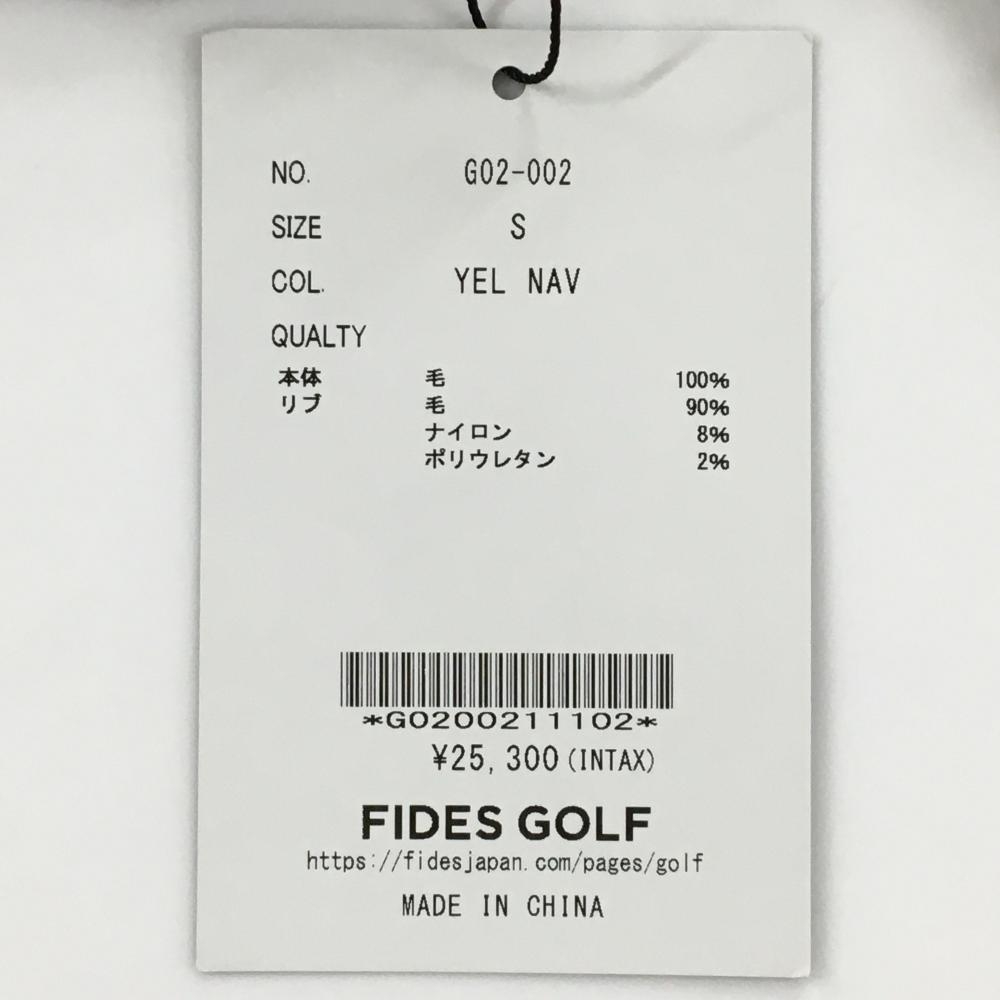 NO. G02-002
SIZE S
COL. YEL NAV
QUALTY
本体 毛 100%
リブ 毛 90%
ナイロン 8%
ポリウレタン 2%
*G0200211102*
¥25,300(INTAX)
FIDES GOLF
https://fidesjapan.com/pages/golf
MADE IN CHINA